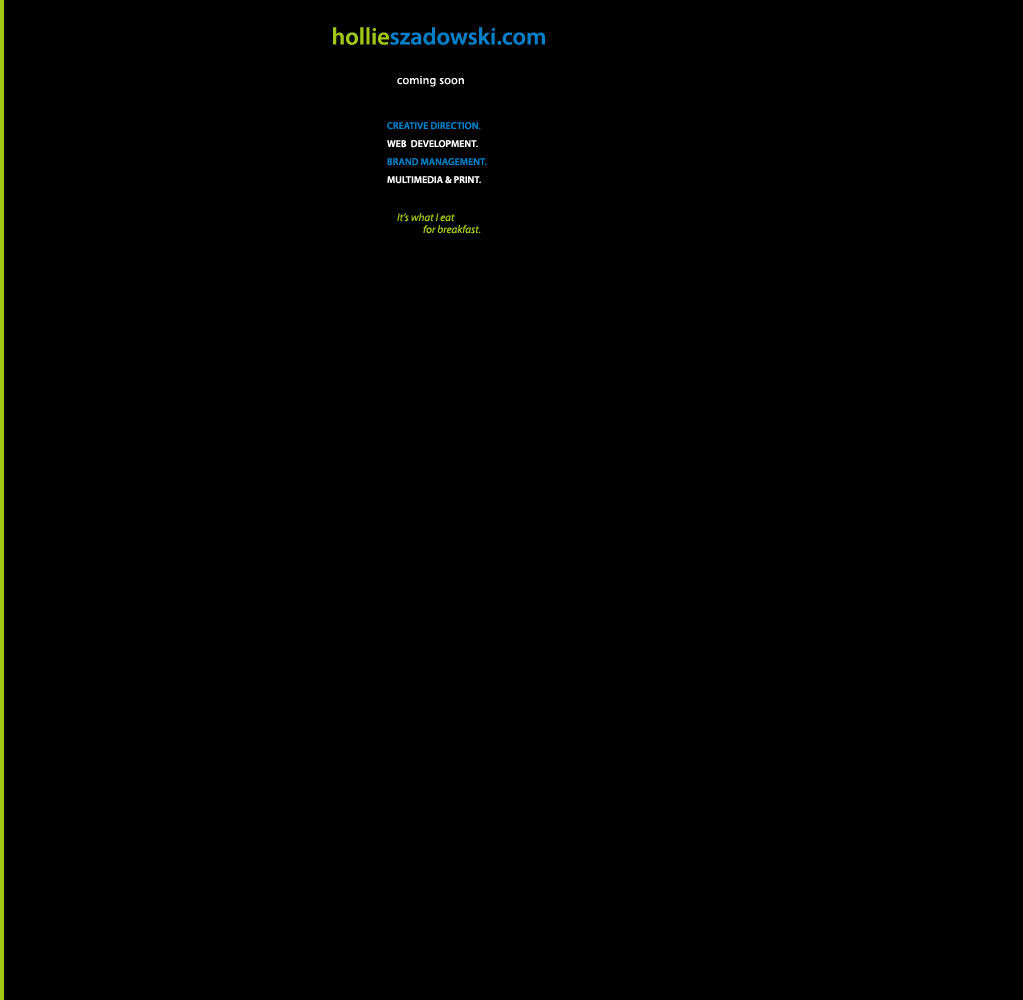 hollieszadowski.com
coming soon
CREATIVE DIRECTION.
WEB DEVELOPMENT.
BRAND MANAGEMENT.
MULTIMEDIA & PRINT.
It's what I eat
for breakfast.